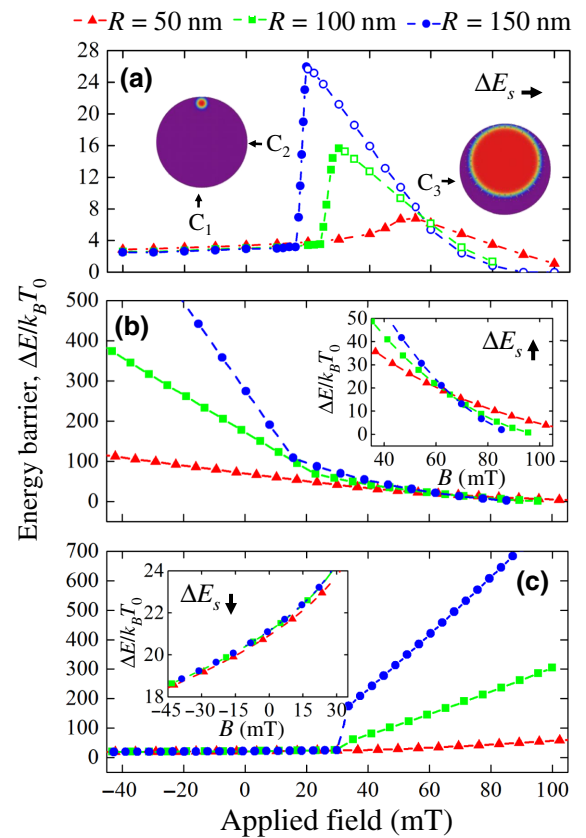 R = 50 nm R = 100 nm R = 150 nm
(a)
28
24
20
16
12
8
4
0
C₁
C₂
C₃
ΔEₛ →
Energy barrier, ΔE/k_BT₀
(b)
500
400
300
200
100
0
ΔEₛ ↑
ΔE/k_BT₀
50
40
30
20
10
0
40 60 80 100
B (mT)
(c)
700
600
500
400
300
200
100
0
ΔEₛ ↓
ΔE/k_BT₀
24
22
20
18
−45 −30 −15 0 15 30
B (mT)
−40 −20 0 20 40 60 80 100
Applied field (mT)